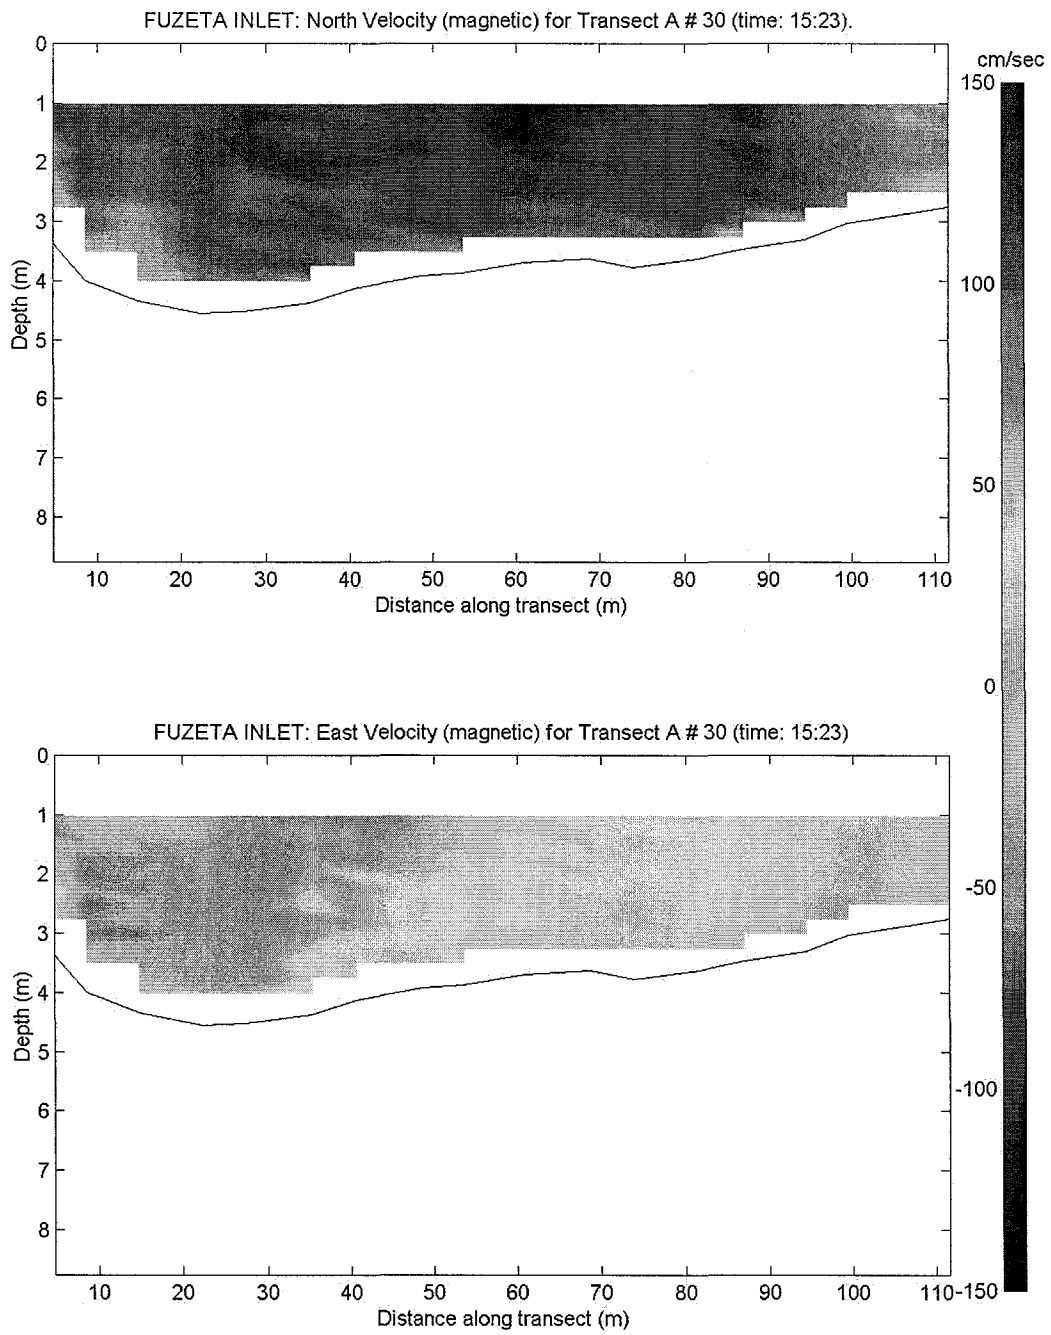 FUZETA INLET: North Velocity (magnetic) for Transect A # 30 (time: 15:23).
cm/sec
0
1
2
3
4
5
6
7
8
Depth (m)
10 20 30 40 50 60 70 80 90 100 110
Distance along transect (m)
150
100
50
0
-50
-100
-150
FUZETA INLET: East Velocity (magnetic) for Transect A # 30 (time: 15:23)
0
1
2
3
4
5
6
7
8
Depth (m)
10 20 30 40 50 60 70 80 90 100 110
Distance along transect (m)